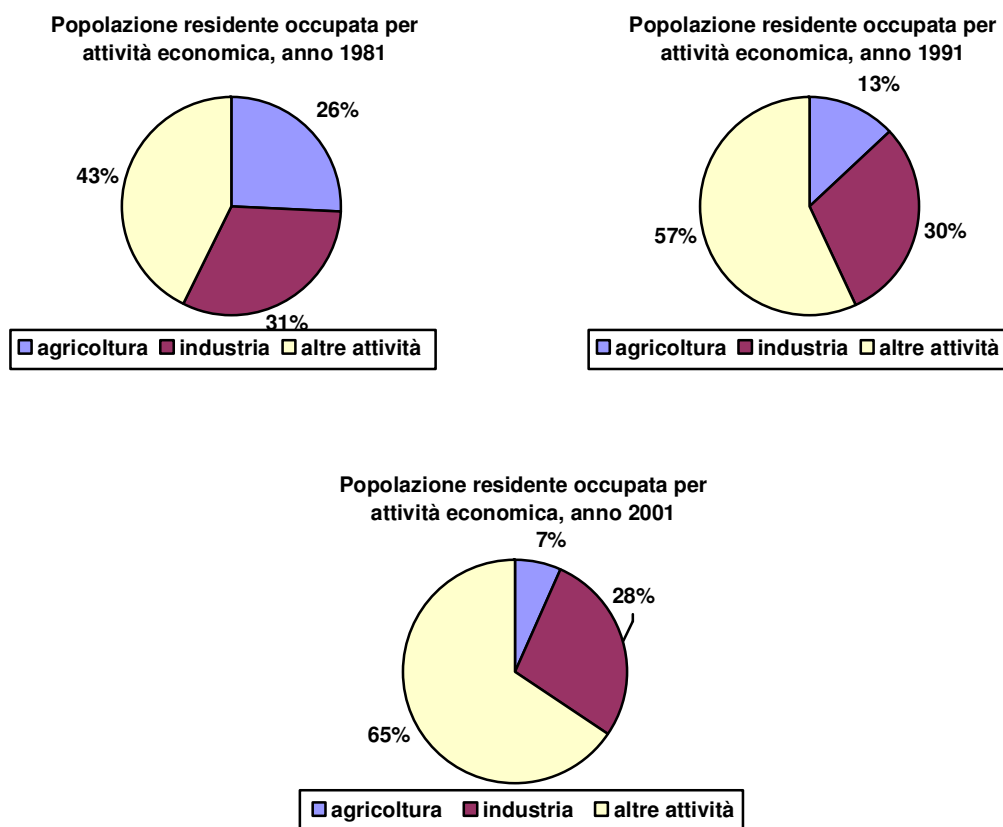 Popolazione residente occupata per
attività economica, anno 1981
26%
43%
31%
agricoltura industria altre attività
Popolazione residente occupata per
attività economica, anno 1991
13%
57%
30%
agricoltura industria altre attività
Popolazione residente occupata per
attività economica, anno 2001
7%
28%
65%
agricoltura industria altre attività